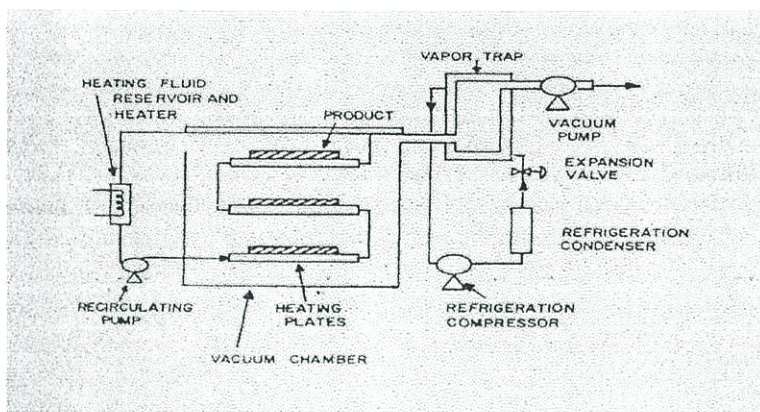 VAPOR TRAP
HEATING FLUID
RESERVOIR AND
HEATER
PRODUCT
VACUUM
PUMP
EXPANSION
VALVE
REFRIGERATION
CONDENSER
RECIRCULATING
PUMP
HEATING
PLATES
REFRIGERATION
COMPRESSOR
VACUUM CHAMBER